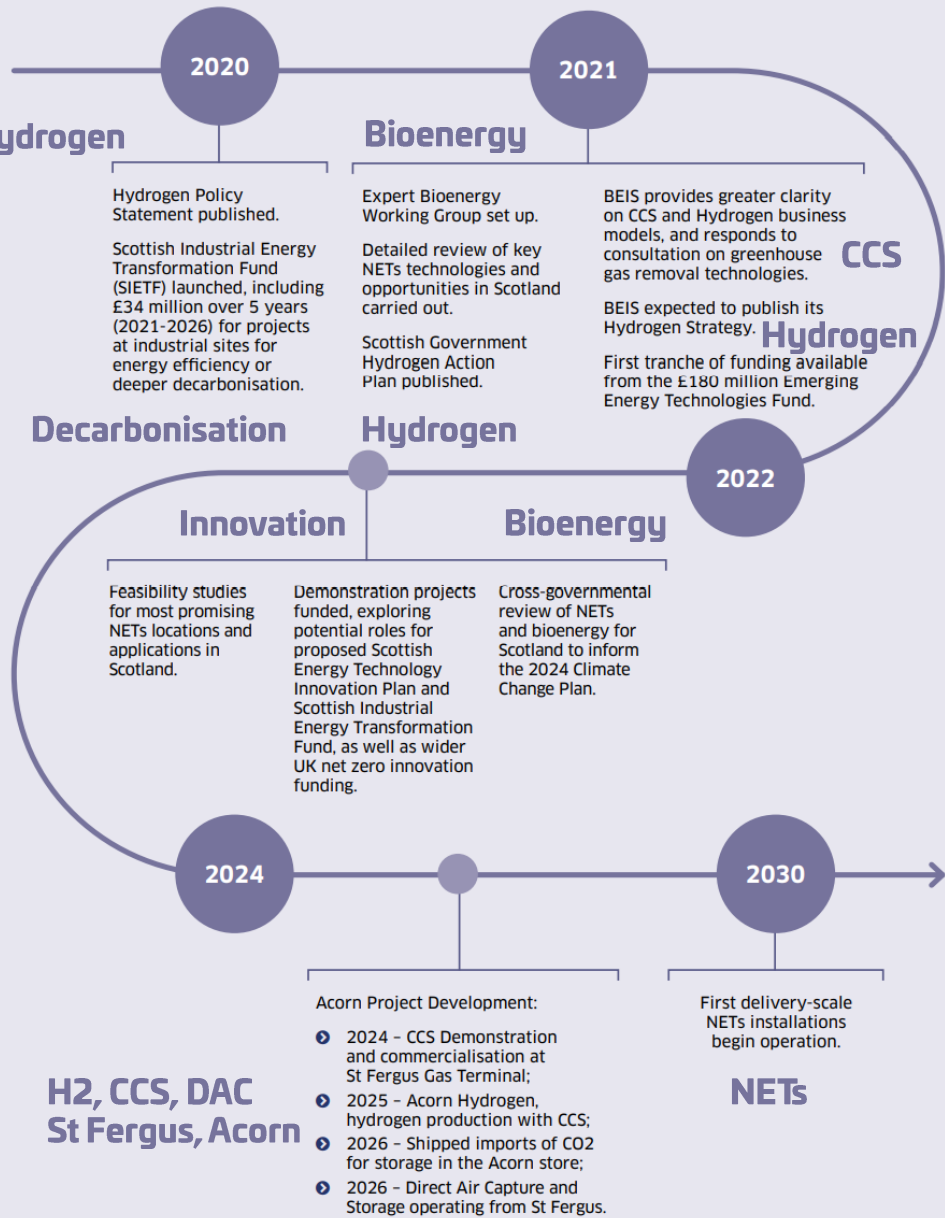 2020
2021
ydrogen
Bioenergy
Hydrogen Policy
Statement published.
Scottish Industrial Energy
Transformation Fund
(SIETF) launched, including
£34 million over 5 years
(2021-2026) for projects
at industrial sites for
energy efficiency or
deeper decarbonisation.
Expert Bioenergy
Working Group set up.
Detailed review of key
NETs technologies and
opportunities in Scotland
carried out.
Scottish Government
Hydrogen Action
Plan published.
BEIS provides greater clarity
on CCS and Hydrogen business
models, and responds to
consultation on greenhouse
gas removal technologies.
CCS
BEIS expected to publish its
Hydrogen Strategy.
Hydrogen
First tranche of funding available
from the £180 million Emerging
Energy Technologies Fund.
Decarbonisation
Hydrogen
2022
Innovation
Bioenergy
Feasibility studies
for most promising
NETs locations and
applications in
Scotland.
Demonstration projects
funded, exploring
potential roles for
proposed Scottish
Energy Technology
Innovation Plan and
Scottish Industrial
Energy Transformation
Fund, as well as wider
UK net zero innovation
funding.
Cross-governmental
review of NETs
and bioenergy for
Scotland to inform
the 2024 Climate
Change Plan.
2024
2030
Acorn Project Development:
2024 – CCS Demonstration
and commercialisation at
St Fergus Gas Terminal;
2025 – Acorn Hydrogen,
hydrogen production with CCS;
2026 – Shipped imports of CO2
for storage in the Acorn store;
2026 – Direct Air Capture and
Storage operating from St Fergus.
First delivery-scale
NETs installations
begin operation.
H2, CCS, DAC
St Fergus, Acorn
NETs